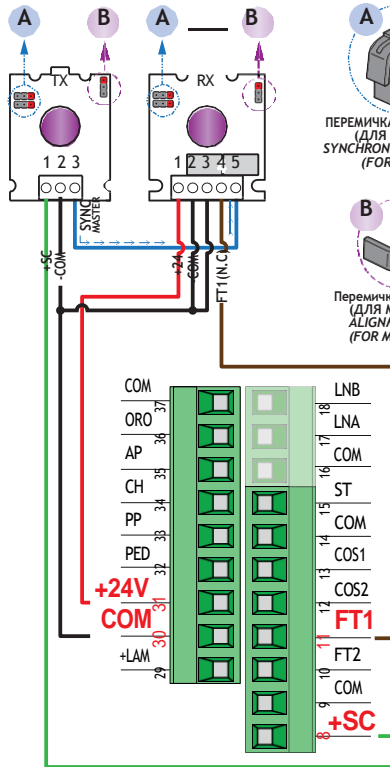 A B A B A
TX RX
ПЕРЕМИЧКА
(ДЛЯ
SYNCHRON
(FOR
1 2 3 1 2 3 4 5
SYNC
MASTER
+SC -COM +24 -COM FT1(N.C)
B
Перемичк
(ДЛЯ М
ALIGNM
(FOR M
COM 37
ORO 36
AP 35
CH 34
PP 33
PED 32
+24V 31
COM 30
+LAM 29
LNB 18
LNA 17
COM 16
ST 15
COM 14
COS1 13
COS2 12
FT1 11
FT2 10
COM 9
+SC 8